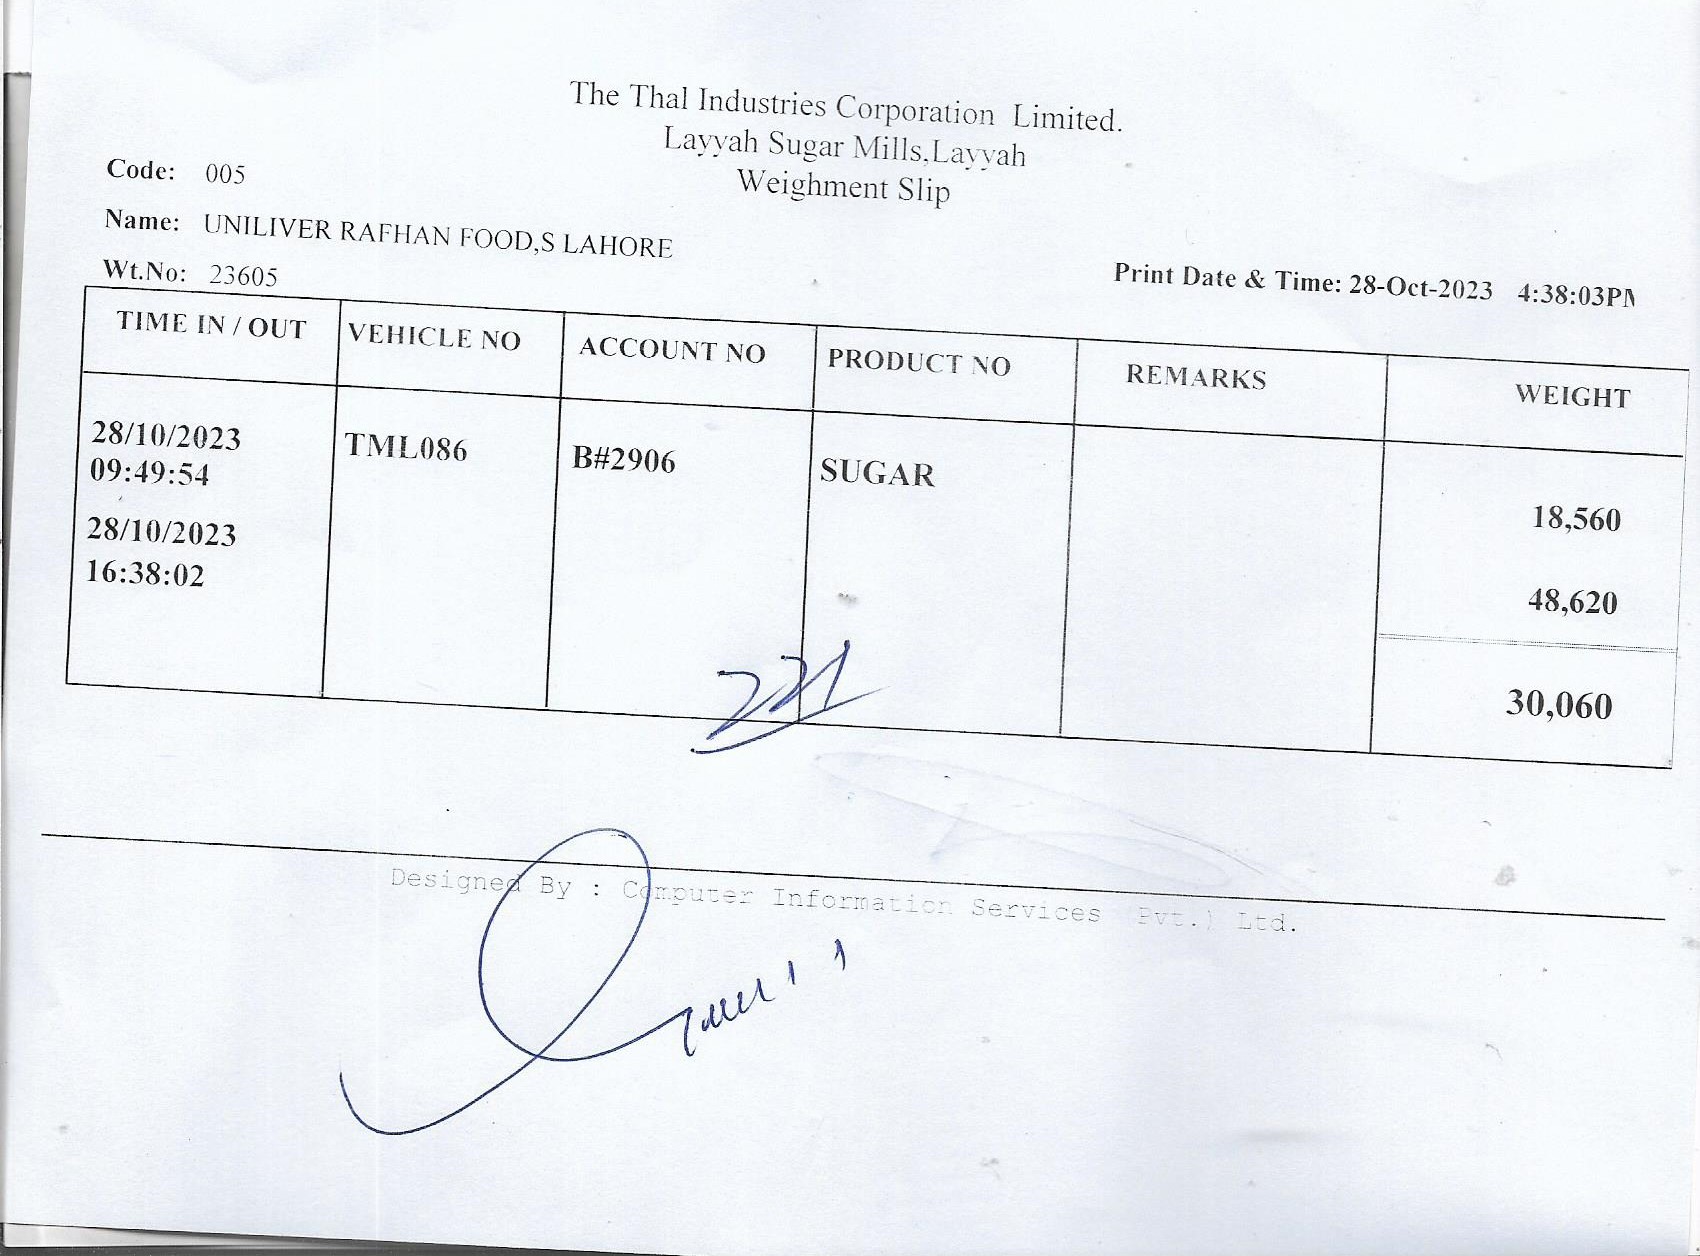 The Thal Industries Corporation Limited.
Layyah Sugar Mills,Layyah
Weighment Slip
Code: 005
Name: UNILIVER RAFHAN FOOD,S LAHORE
Wt.No: 23605
Print Date & Time: 28-Oct-2023 4:38:03PM
TIME IN / OUT VEHICLE NO ACCOUNT NO PRODUCT NO REMARKS WEIGHT
28/10/2023 TML086 B#2906 SUGAR
09:49:54
18,560
28/10/2023
16:38:02
48,620
30,060
221
Designed By : Computer Information Services (Pvt.) Ltd.